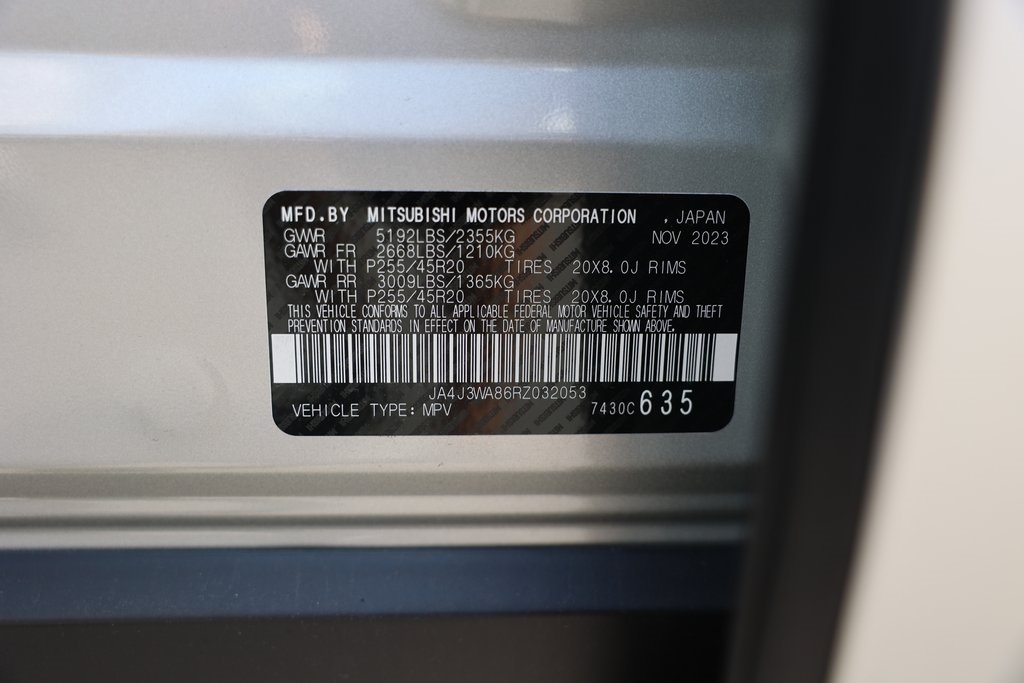 MFD.BY MITSUBISHI MOTORS CORPORATION , JAPAN
GVWR 5192LBS/2355KG NOV 2023
GAWR FR 2668LBS/1210KG
WITH P255/45R20 TIRES 20X8.0J RIMS
GAWR RR 3009LBS/1365KG
WITH P255/45R20 TIRES 20X8.0J RIMS
THIS VEHICLE CONFORMS TO ALL APPLICABLE FEDERAL MOTOR VEHICLE SAFETY AND THEFT
PREVENTION STANDARDS IN EFFECT ON THE DATE OF MANUFACTURE SHOWN ABOVE.
JA4J3WA86RZ032053
VEHICLE TYPE: MPV 7430C 635